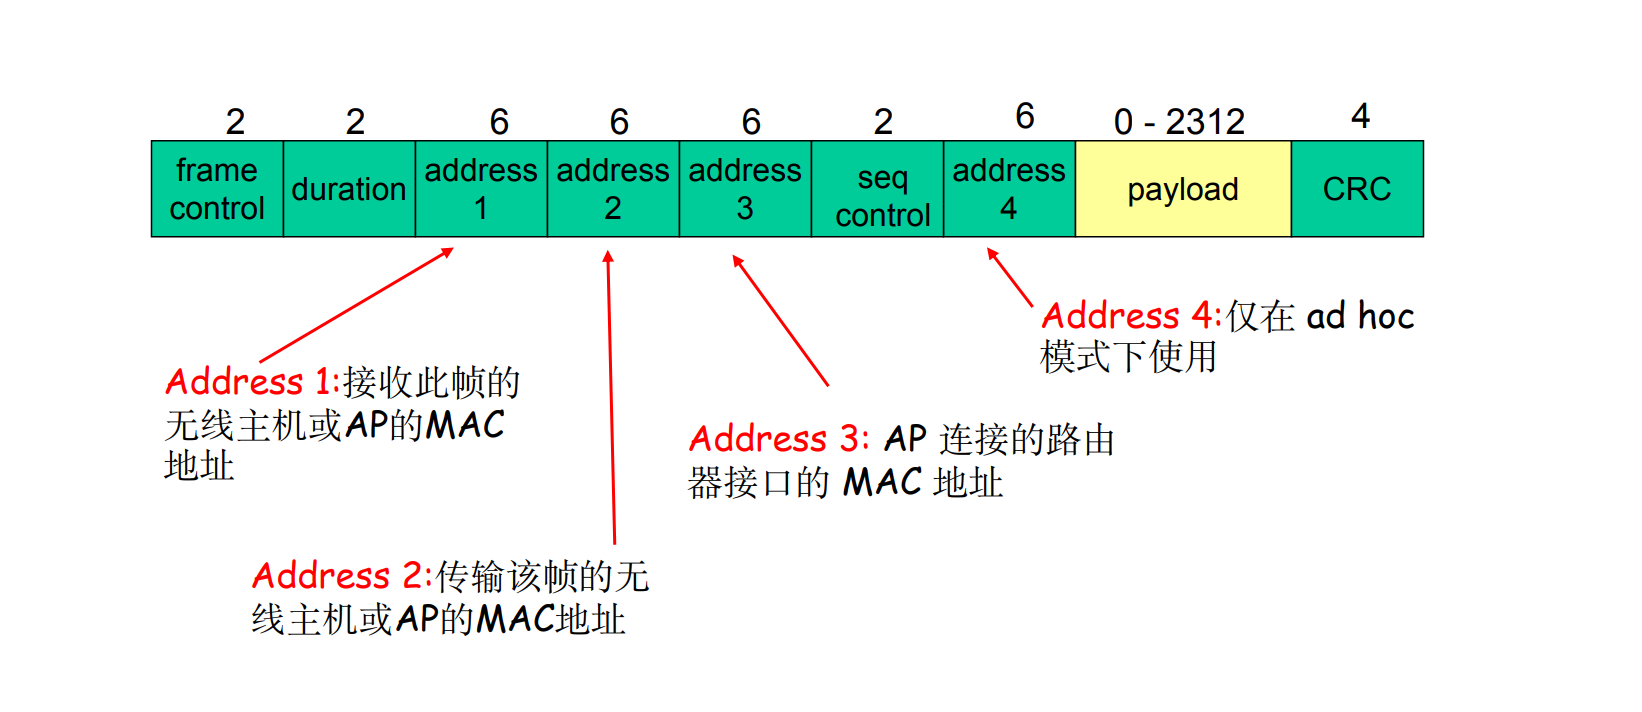 2 2 6 6 6 2 6 0 - 2312 4
frame control
duration
address 1
address 2
address 3
seq control
address 4
payload
CRC
Address 4:仅在 ad hoc
模式下使用
Address 1:接收此帧的
无线主机或AP的MAC
地址
Address 3: AP 连接的路由
器接口的 MAC 地址
Address 2:传输该帧的无
线主机或AP的MAC地址